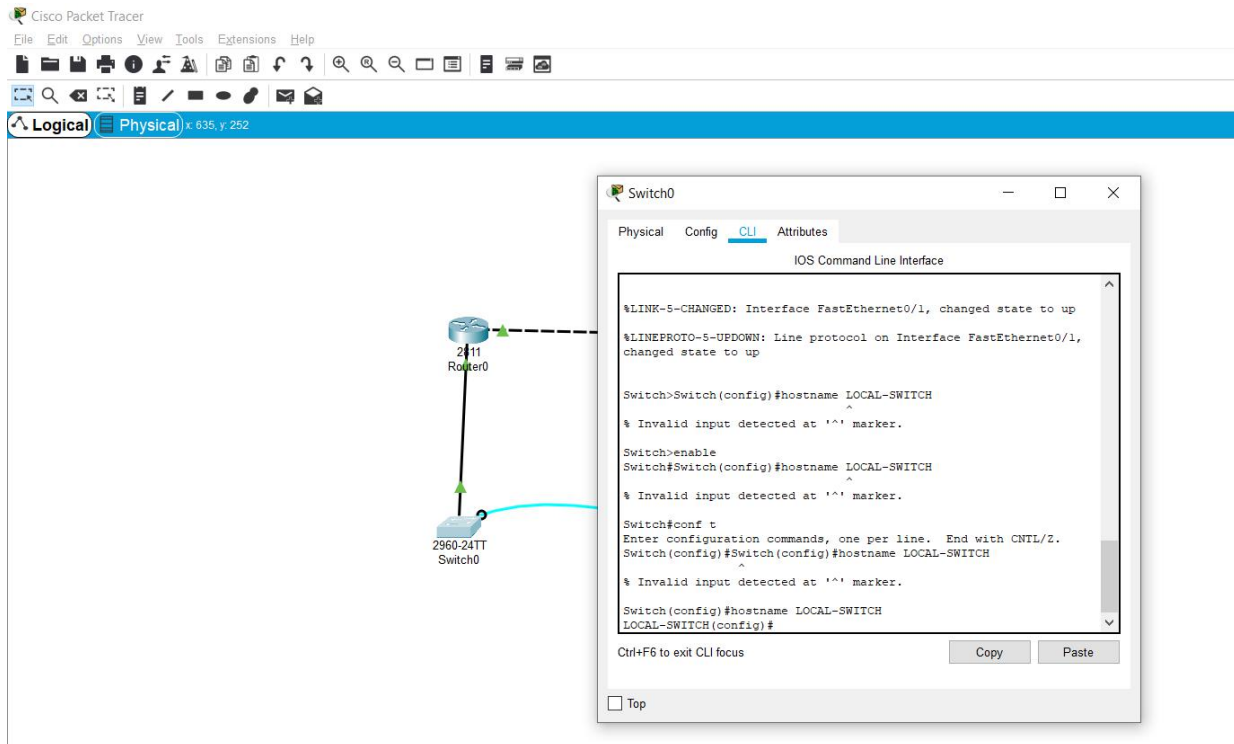 Cisco Packet Tracer
File Edit Options View Tools Extensions Help
Logical Physical x: 635, y: 252
2811
Router0
2960-24TT
Switch0
Switch0
Physical Config CLI Attributes
IOS Command Line Interface
%LINK-5-CHANGED: Interface FastEthernet0/1, changed state to up
%LINEPROTO-5-UPDOWN: Line protocol on Interface FastEthernet0/1,
changed state to up
Switch>Switch(config)#hostname LOCAL-SWITCH
^
% Invalid input detected at '^' marker.
Switch>enable
Switch#Switch(config)#hostname LOCAL-SWITCH
^
% Invalid input detected at '^' marker.
Switch#conf t
Enter configuration commands, one per line.  End with CNTL/Z.
Switch(config)#Switch(config)#hostname LOCAL-SWITCH
^
% Invalid input detected at '^' marker.
Switch(config)#hostname LOCAL-SWITCH
LOCAL-SWITCH(config)#
Ctrl+F6 to exit CLI focus
Copy Paste
Top